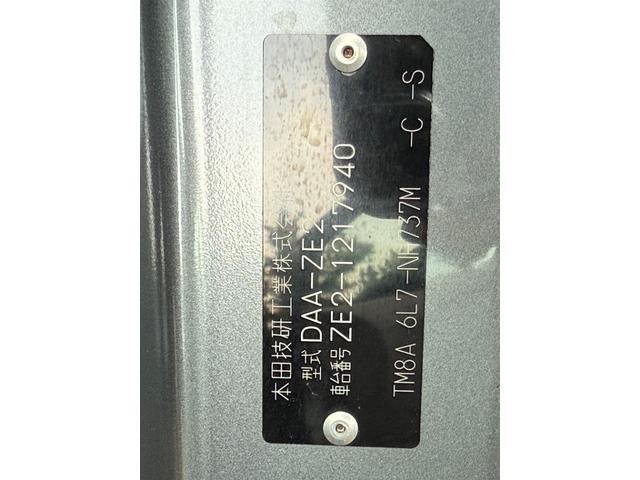 本田技研工業株式会社
型式 DAA-ZE2
車台番号 ZE2-1217940
TM8A 6L7-NH737M -C -S